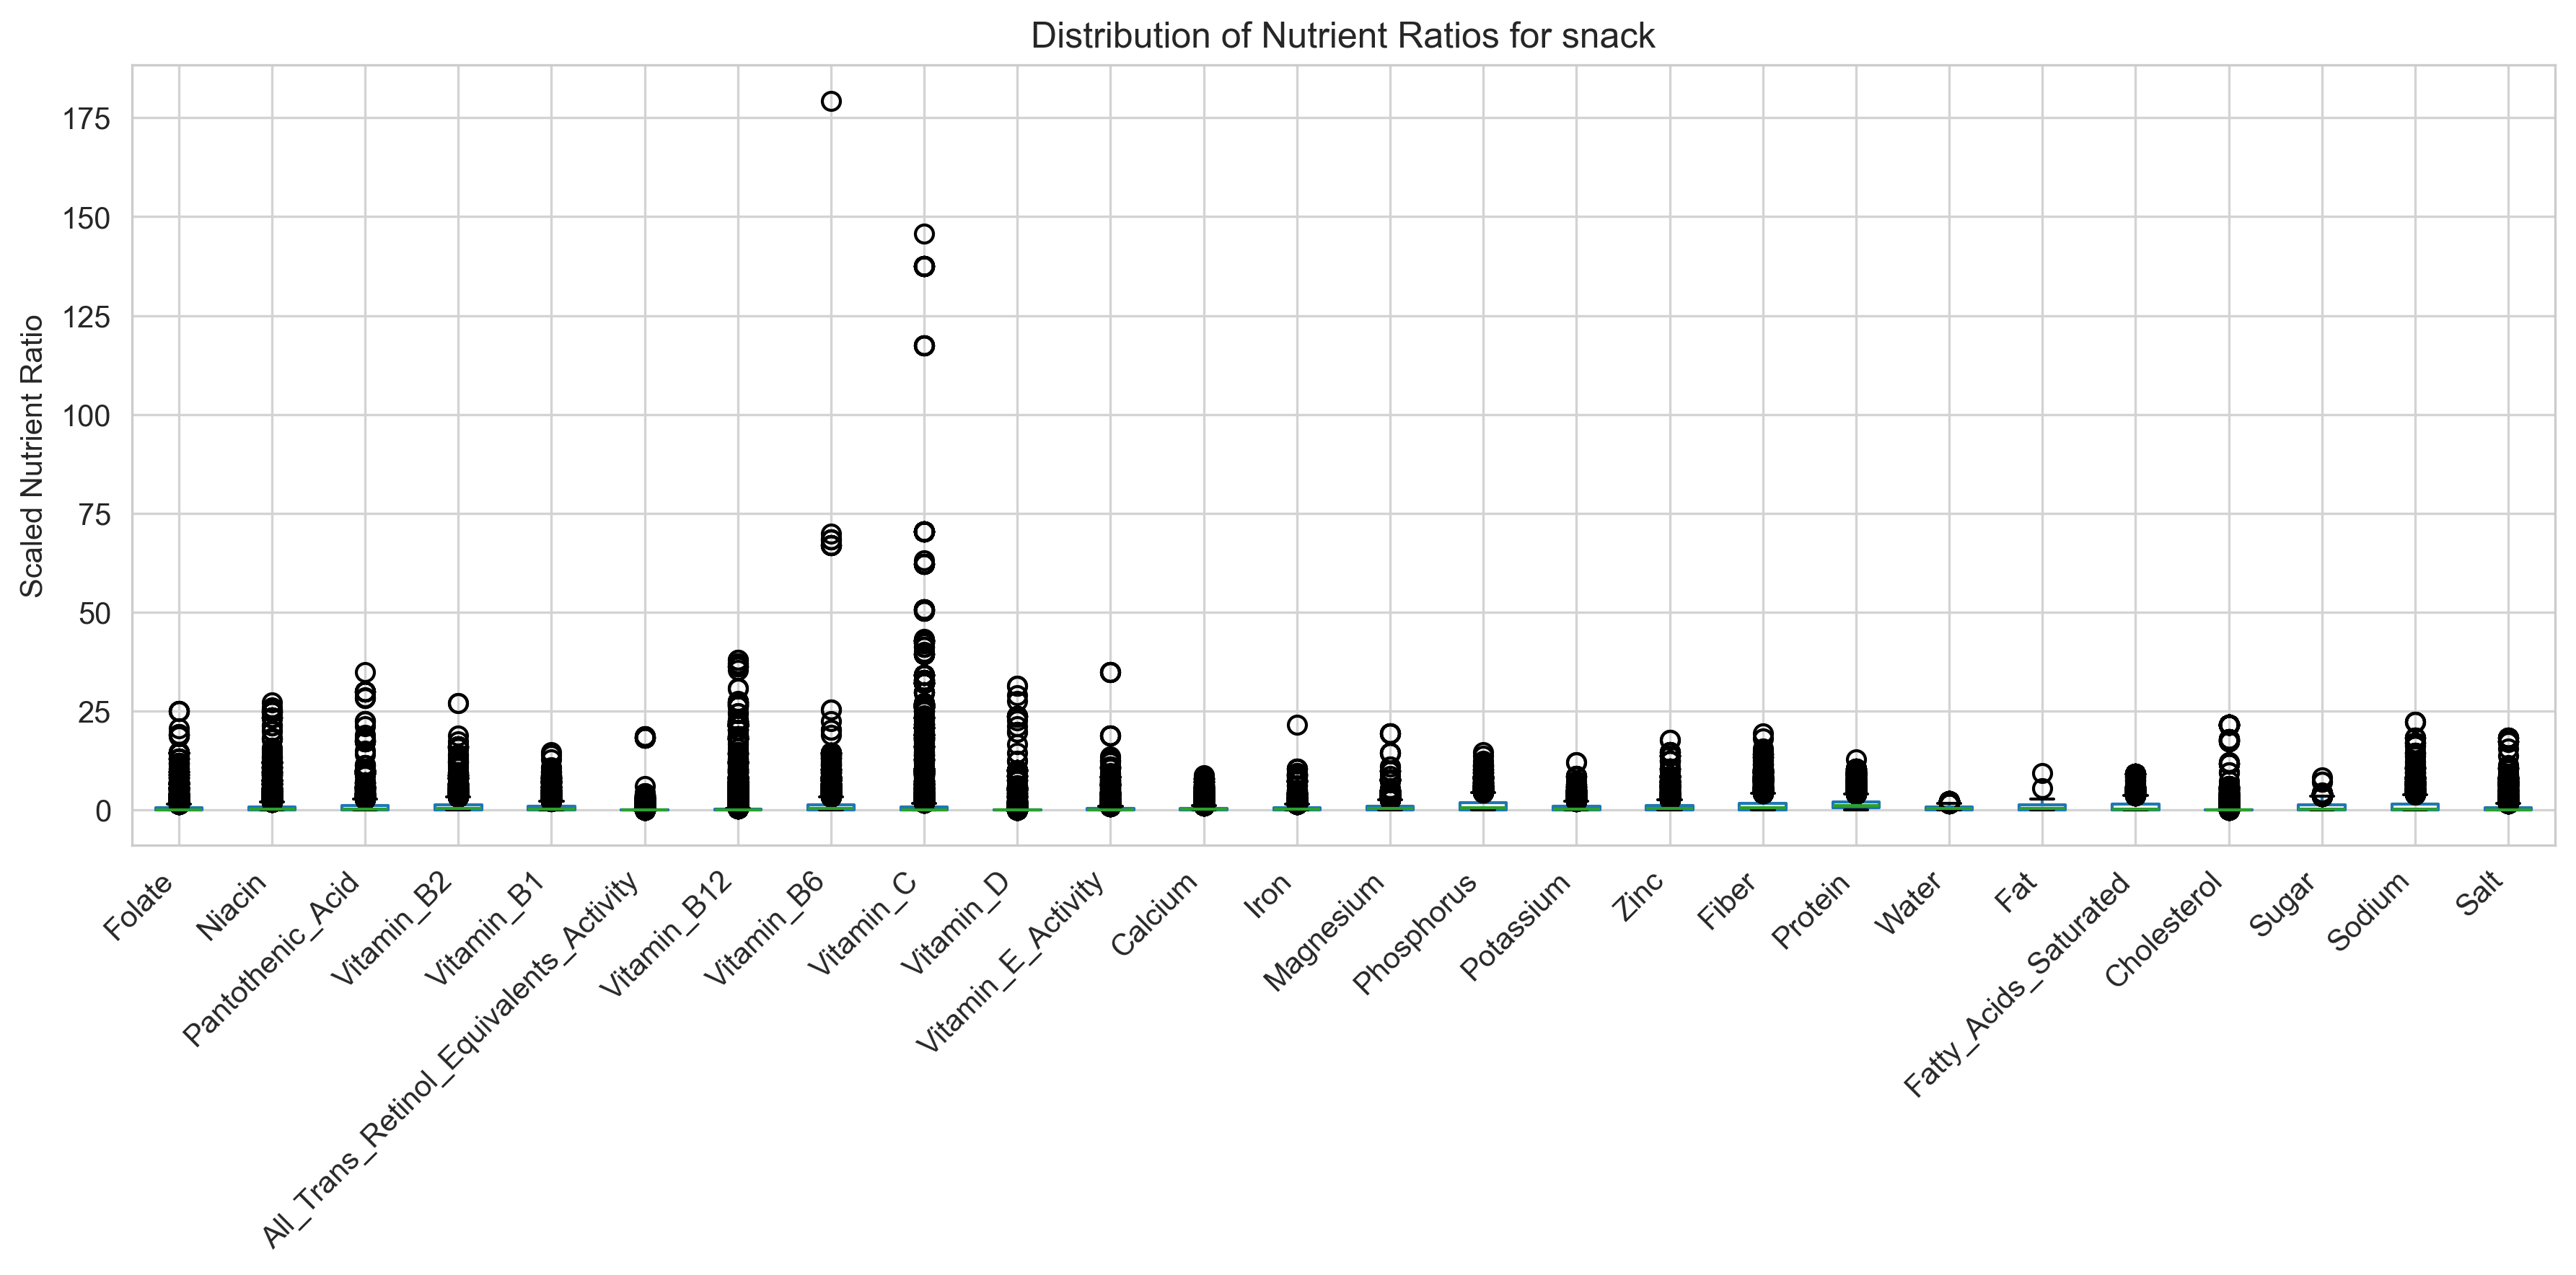 Distribution of Nutrient Ratios for snack
Scaled Nutrient Ratio
175
150
125
100
75
50
25
0
Folate
Niacin
Pantothenic_Acid
Vitamin_B2
Vitamin_B1
All_Trans_Retinol_Equivalents_Activity
Vitamin_B12
Vitamin_B6
Vitamin_C
Vitamin_D
Vitamin_E_Activity
Calcium
Iron
Magnesium
Phosphorus
Potassium
Zinc
Fiber
Protein
Water
Fat
Fatty_Acids_Saturated
Cholesterol
Sugar
Sodium
Salt